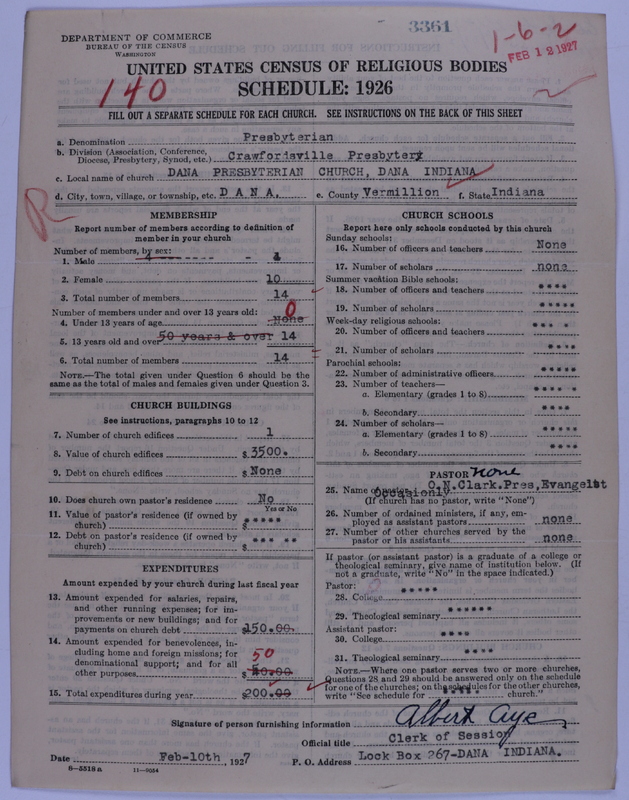 3361
1-6-2
FEB 12 1927
DEPARTMENT OF COMMERCE
BUREAU OF THE CENSUS
WASHINGTON
140
UNITED STATES CENSUS OF RELIGIOUS BODIES
SCHEDULE: 1926
FILL OUT A SEPARATE SCHEDULE FOR EACH CHURCH. SEE INSTRUCTIONS ON THE BACK OF THIS SHEET
a. Denomination Presbyterian
b. Division (Association, Conference, Diocese, Presbytery, Synod, etc.) Crawfordsville Presbytery
c. Local name of church DANA PRESBYTERIAN CHURCH, DANA INDIANA
d. City, town, village, or township, etc. D A N A. e. County Vermillion f. State Indiana
MEMBERSHIP
Report number of members according to definition of
member in your church
Number of members, by sex:
1. Male 4
2. Female 10
3. Total number of members 14
Number of members under and over 13 years old: 0
4. Under 13 years of age None
5. 13 years old and over 50 years & over 14
6. Total number of members 14
NOTE.—The total given under Question 6 should be the
same as the total of males and females given under Question 3.
CHURCH BUILDINGS
See instructions, paragraphs 10 to 12
7. Number of church edifices 1
8. Value of church edifices $ 3500.
9. Debt on church edifices $ None
10. Does church own pastor's residence No
Yes or No
11. Value of pastor's residence (if owned by
church) $ *****
12. Debt on pastor's residence (if owned by
church) $ *** **
EXPENDITURES
Amount expended by your church during last fiscal year
13. Amount expended for salaries, repairs,
and other running expenses; for im-
provements or new buildings; and for
payments on church debt $150.00.
14. Amount expended for benevolences, in-
cluding home and foreign missions; for
denominational support; and for all
other purposes 50 $ 50.00
15. Total expenditures during year $200.00
CHURCH SCHOOLS
Report here only schools conducted by this church
Sunday schools:
16. Number of officers and teachers None
17. Number of scholars none
Summer vacation Bible schools:
18. Number of officers and teachers ****
19. Number of scholars ****
Week-day religious schools:
20. Number of officers and teachers *** *
21. Number of scholars ****
Parochial schools:
22. Number of administrative officers *****
23. Number of teachers—
a. Elementary (grades 1 to 8) **** *
b. Secondary ****
24. Number of scholars—
a. Elementary (grades 1 to 8) ****
b. Secondary ****
PASTOR none
25. Name of pastor O.N.Clark.Pres,Evangelst
Occasionly
(If church has no pastor, write "None")
26. Number of ordained ministers, if any, em-
ployed as assistant pastors none
27. Number of other churches served by the
pastor or his assistants none
If pastor (or assistant pastor) is a graduate of a college or
theological seminary, give name of institution below. (If
not a graduate, write "No" in the space indicated.)
Pastor:
28. College *****
29. Theological seminary ******
Assistant pastor:
30. College ****
31. Theological seminary ****
NOTE.—Where one pastor serves two or more churches,
Questions 28 and 29 should be answered only on the schedule
for one of the churches; on the schedules for the other churches,
write "See schedule for ***** church."
Signature of person furnishing information Albert Aye
Official title Clerk of Session
Date Feb-10th, 1927 P. O. Address Lock Box 267-DANA INDIANA.
8—5518 a 11—9054